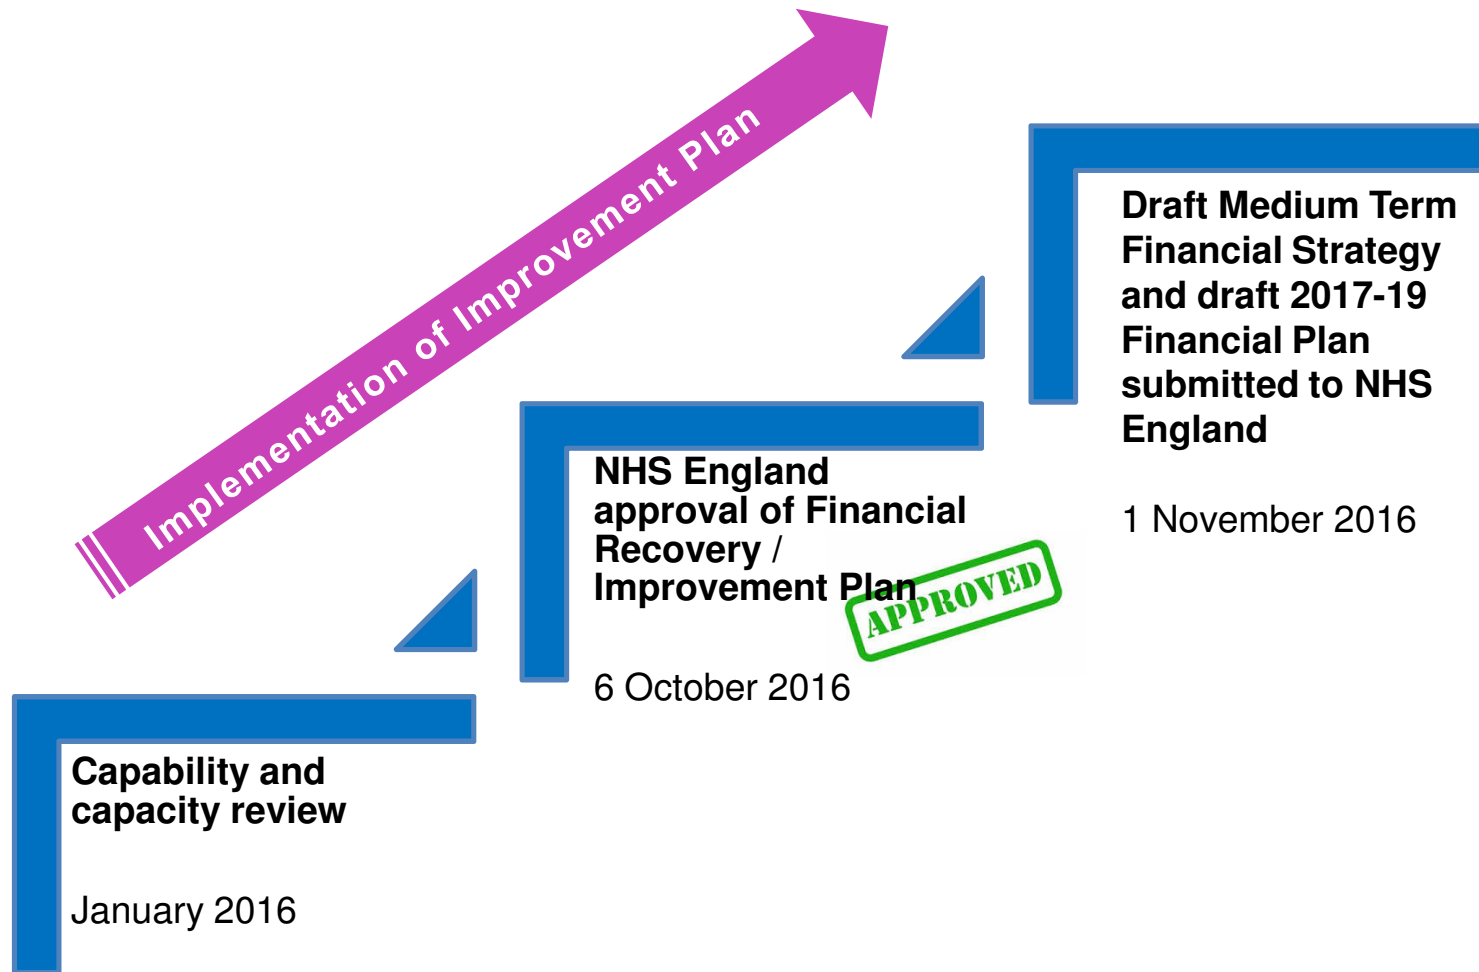 Implementation of Improvement Plan
Draft Medium Term
Financial Strategy
and draft 2017-19
Financial Plan
submitted to NHS
England
1 November 2016
NHS England
approval of Financial
Recovery /
Improvement Plan
APPROVED
6 October 2016
Capability and
capacity review
January 2016